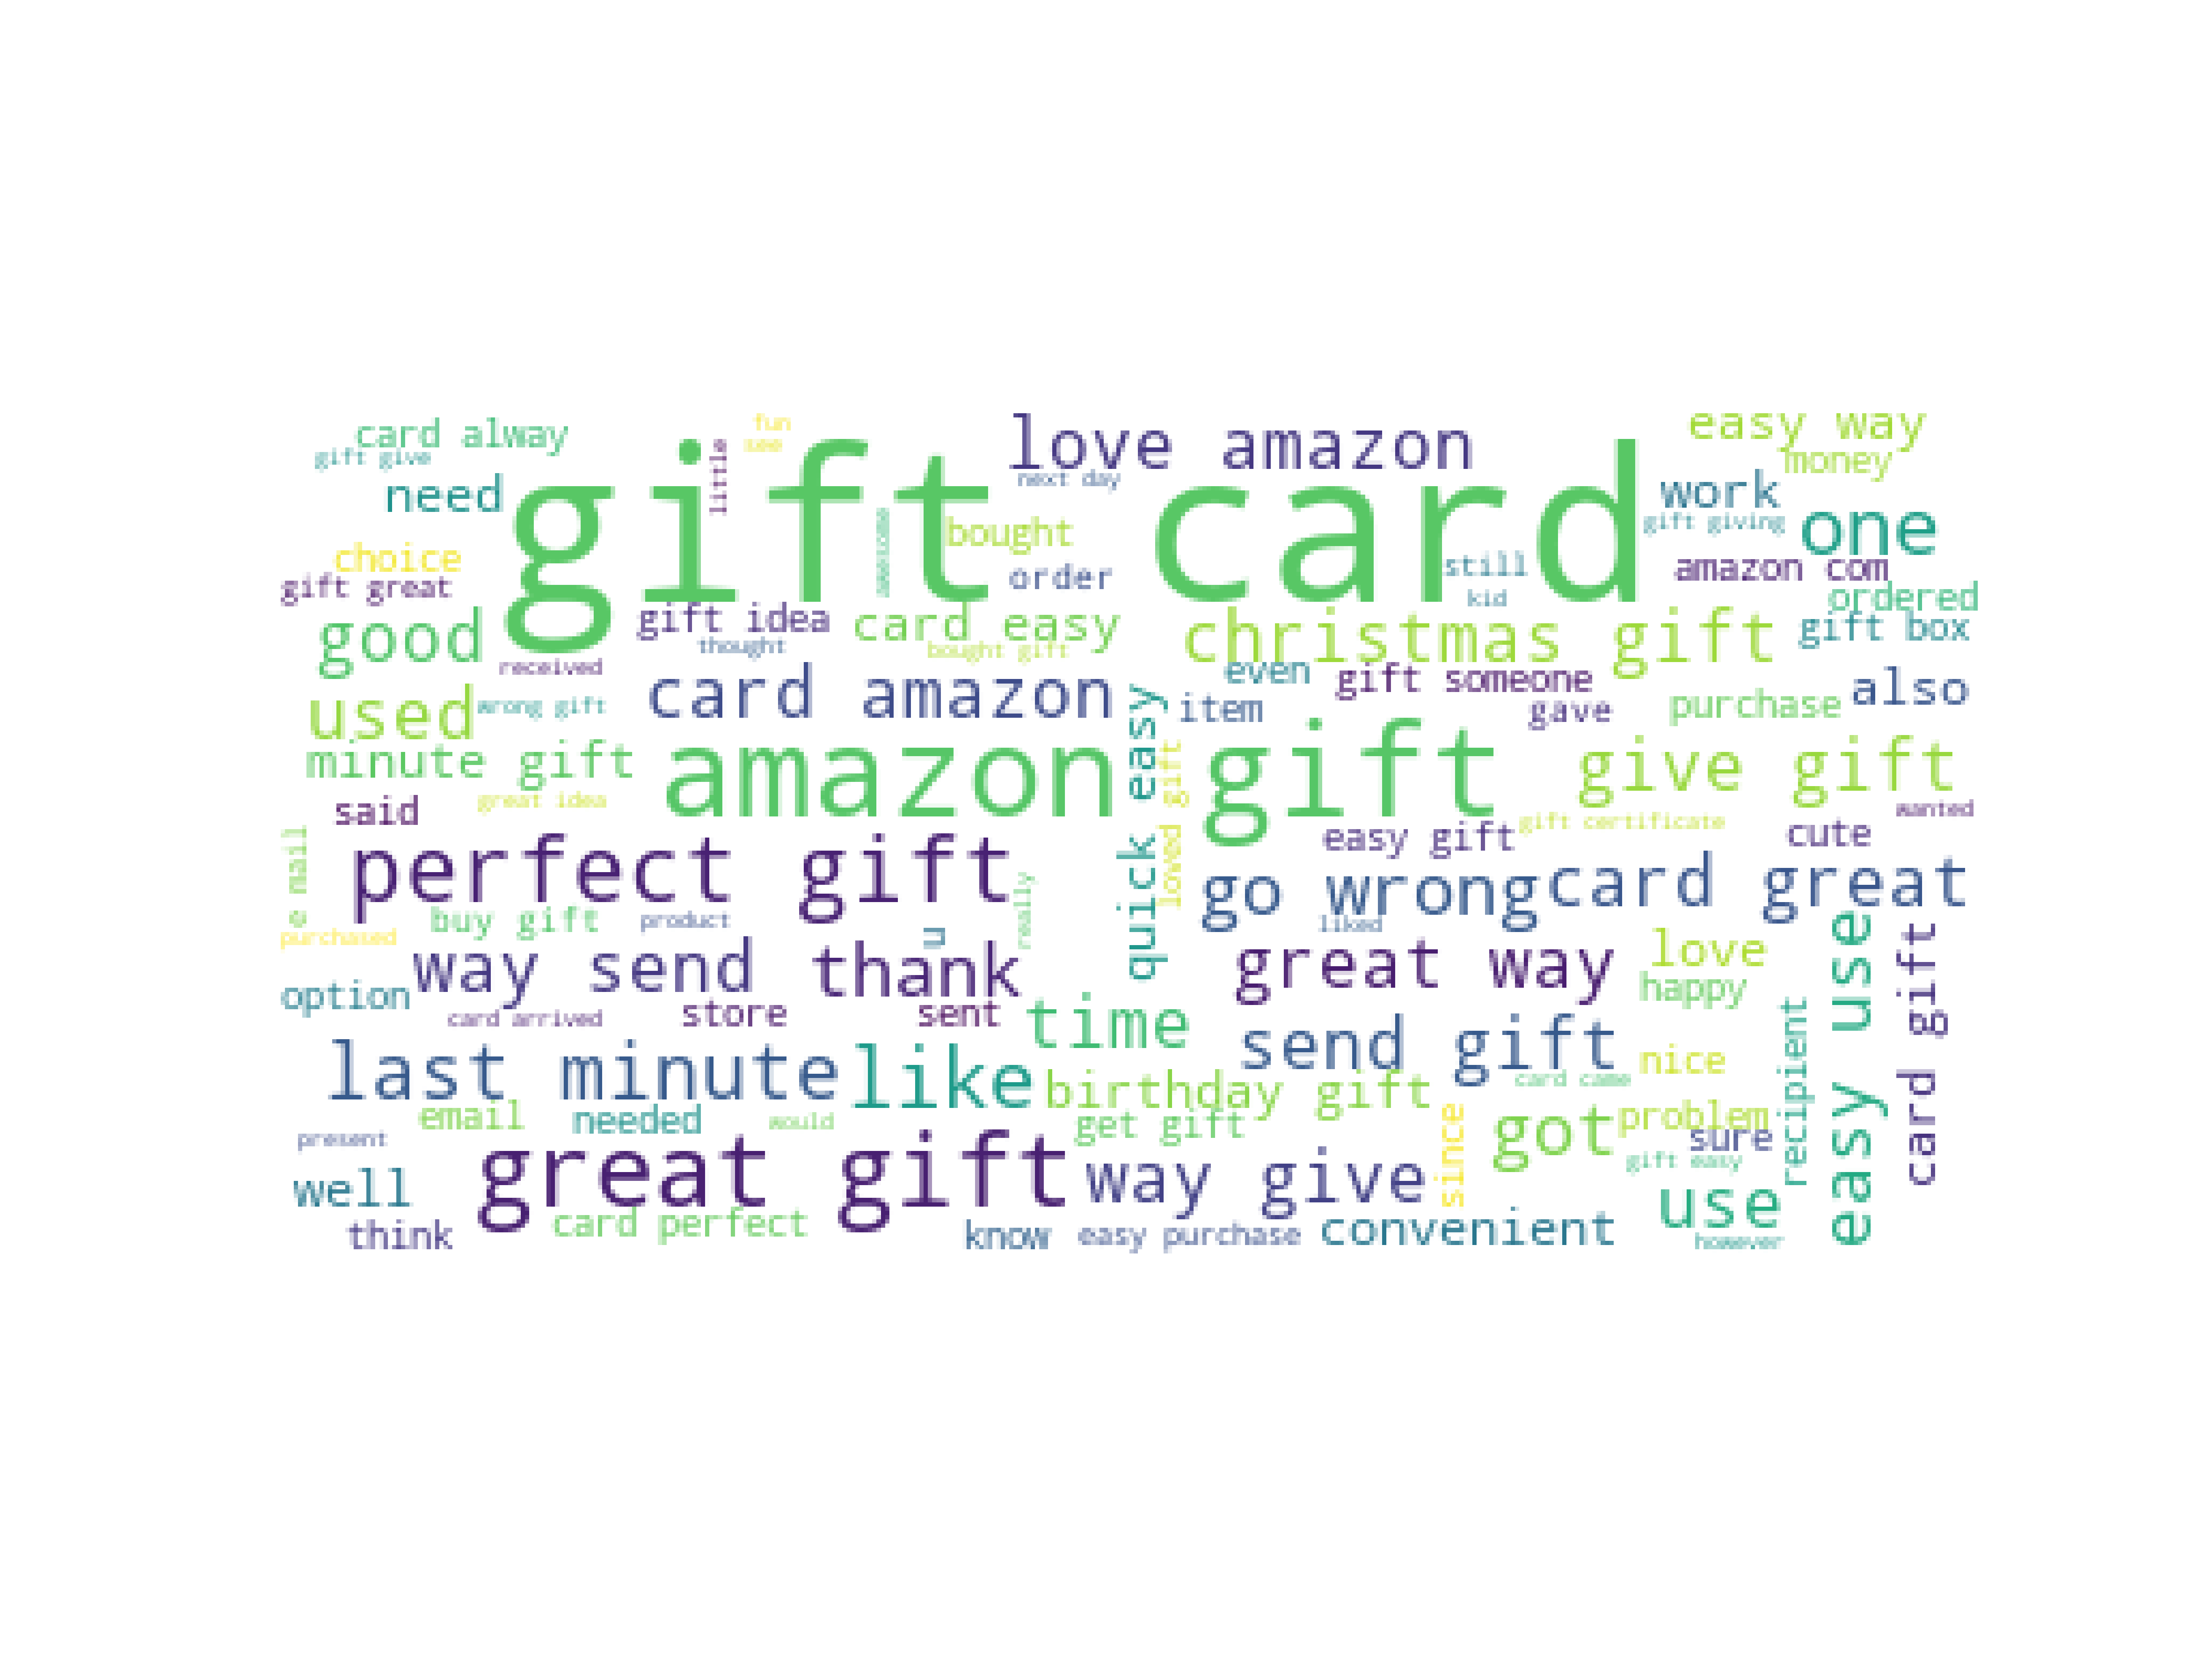 card alway
fun
love amazon
easy way
gift give
see
money
little
next day
need
gift card
work
gift giving
one
bought
choice
order
still
amazon com
gift great
kid
ordered
good
gift idea
card easy
christmas gift
gift box
thought
bought gift
received
even
gift someone
used
wrong gift
card amazon
item
gave
purchase
also
minute gift
amazon gift
quick easy
loved gift
give gift
said
great idea
gift certificate
wanted
easy gift
cute
e mail
perfect gift
really
go wrong
card great
buy gift
product
liked
purchased
u
way send
thank
great way
love
card gift
option
happy
easy use
card arrived
store
sent
time
send gift
recipient
last minute
like
birthday gift
card came
nice
email
needed
would
get gift
since
got
problem
present
sure
gift easy
well
great gift
way give
use
think
card perfect
know
easy purchase
convenient
however